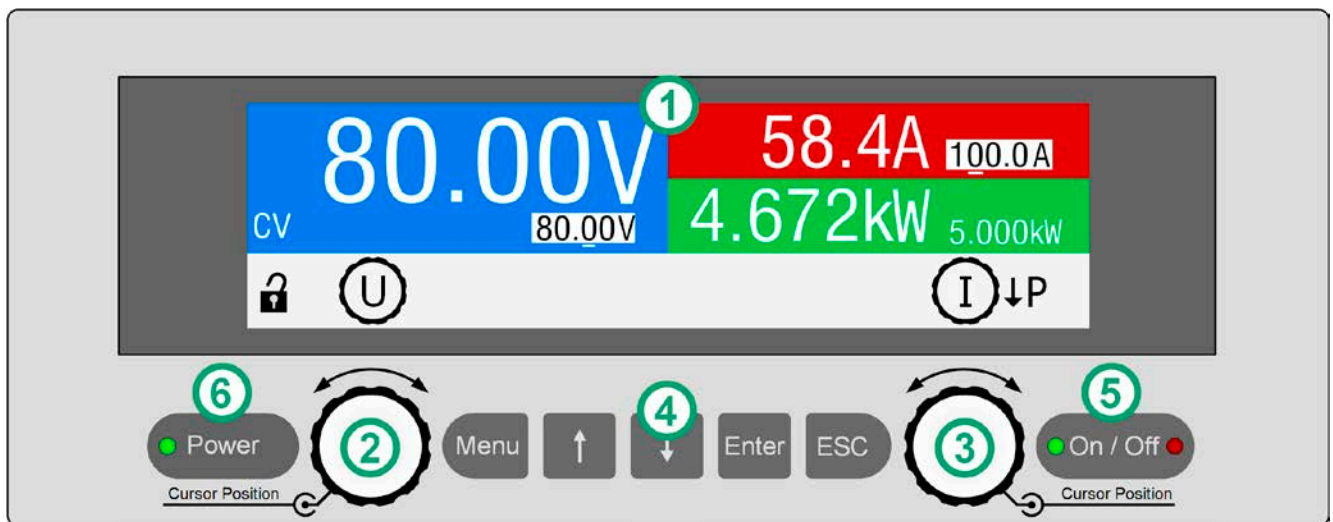 1
80.00V
58.4A 100.0A
CV
80.00V
4.672kW 5.000kW
U
I ↓P
6
4
5
Power
2
Menu
↑
↓
Enter
ESC
3
On / Off
Cursor Position
Cursor Position